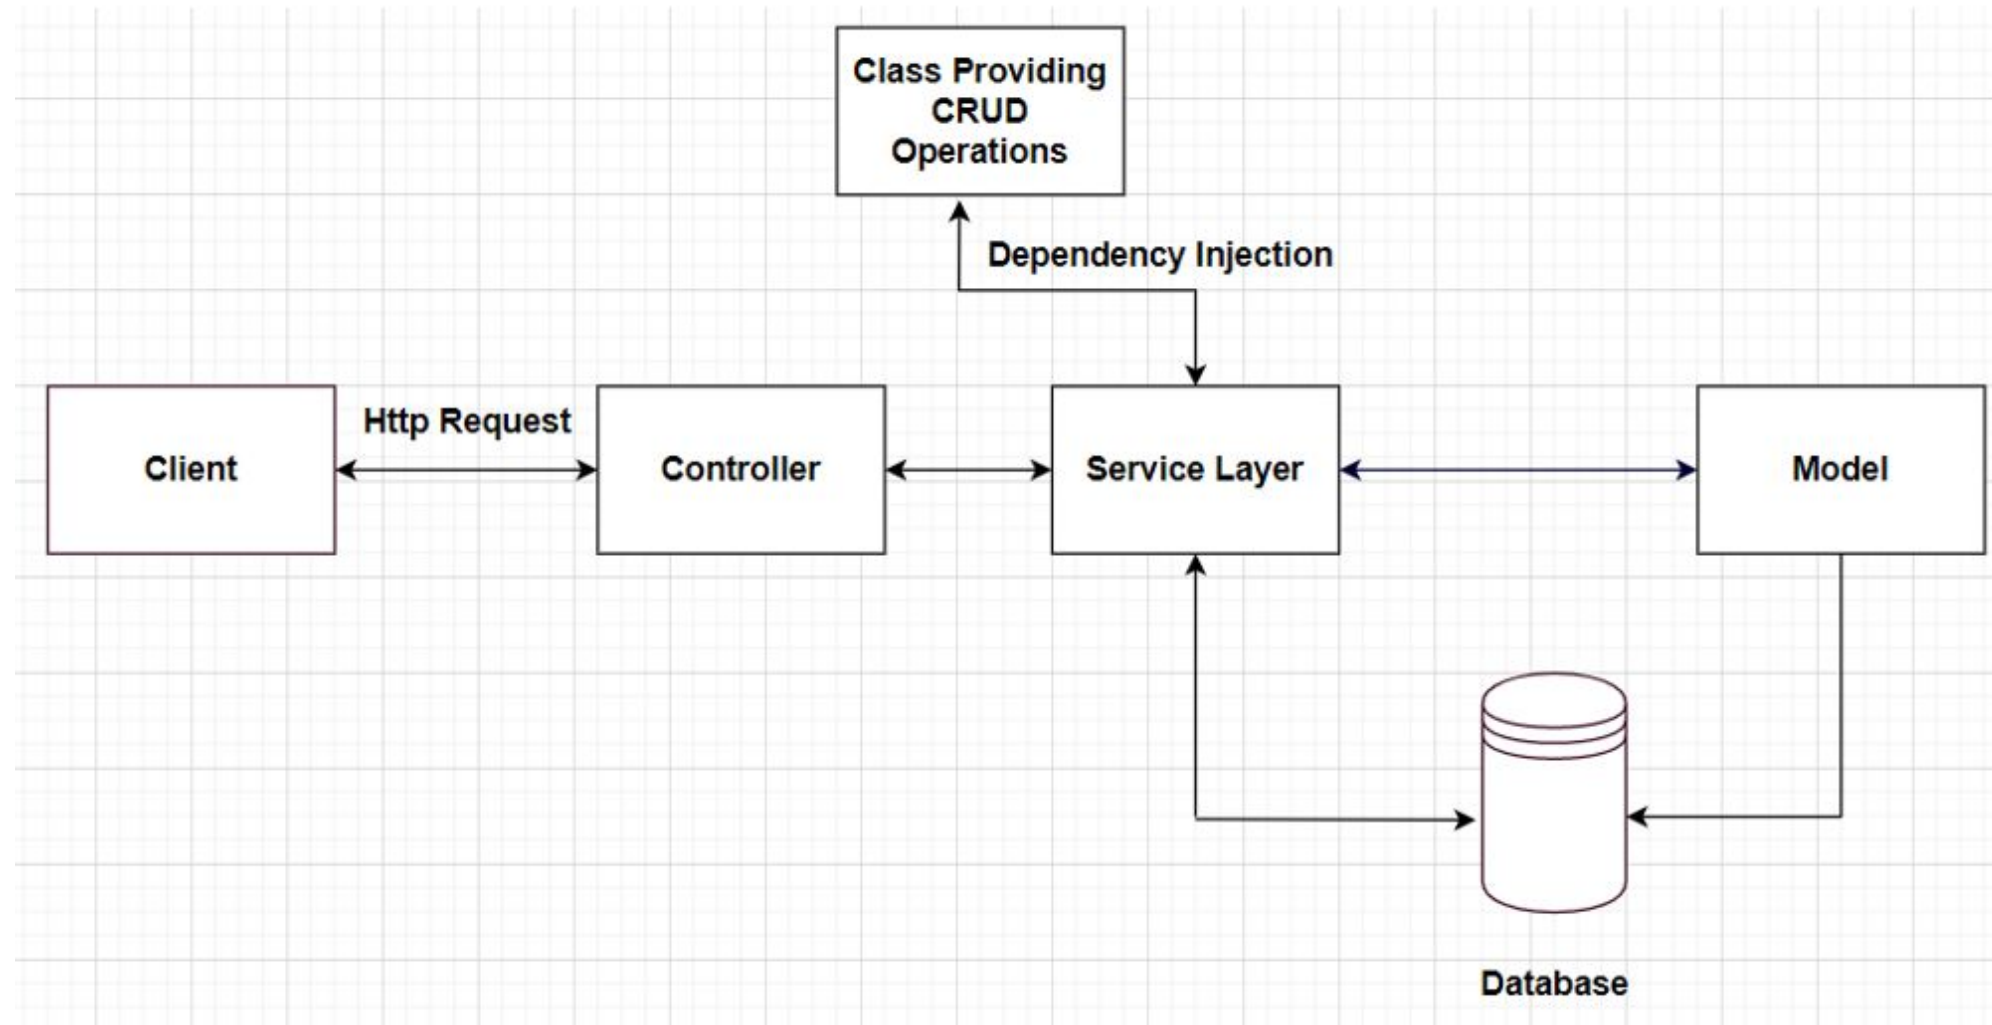 Class Providing
CRUD
Operations
Dependency Injection
Client
Http Request
Controller
Service Layer
Model
Database